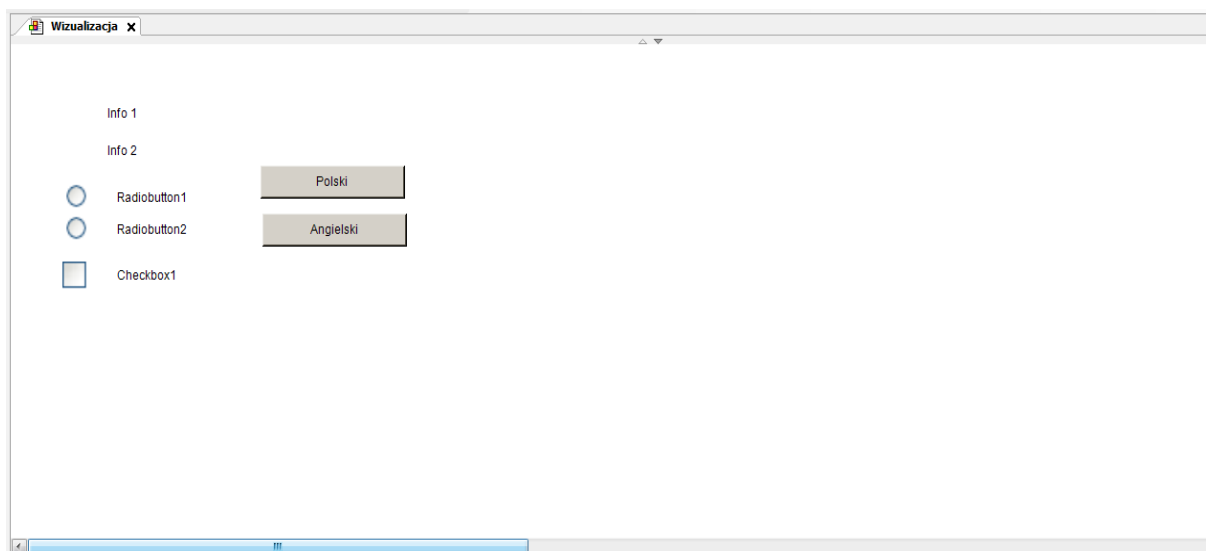 Wizualizacja
Info 1
Info 2
Polski
Radiobutton1
Radiobutton2
Angielski
Checkbox1